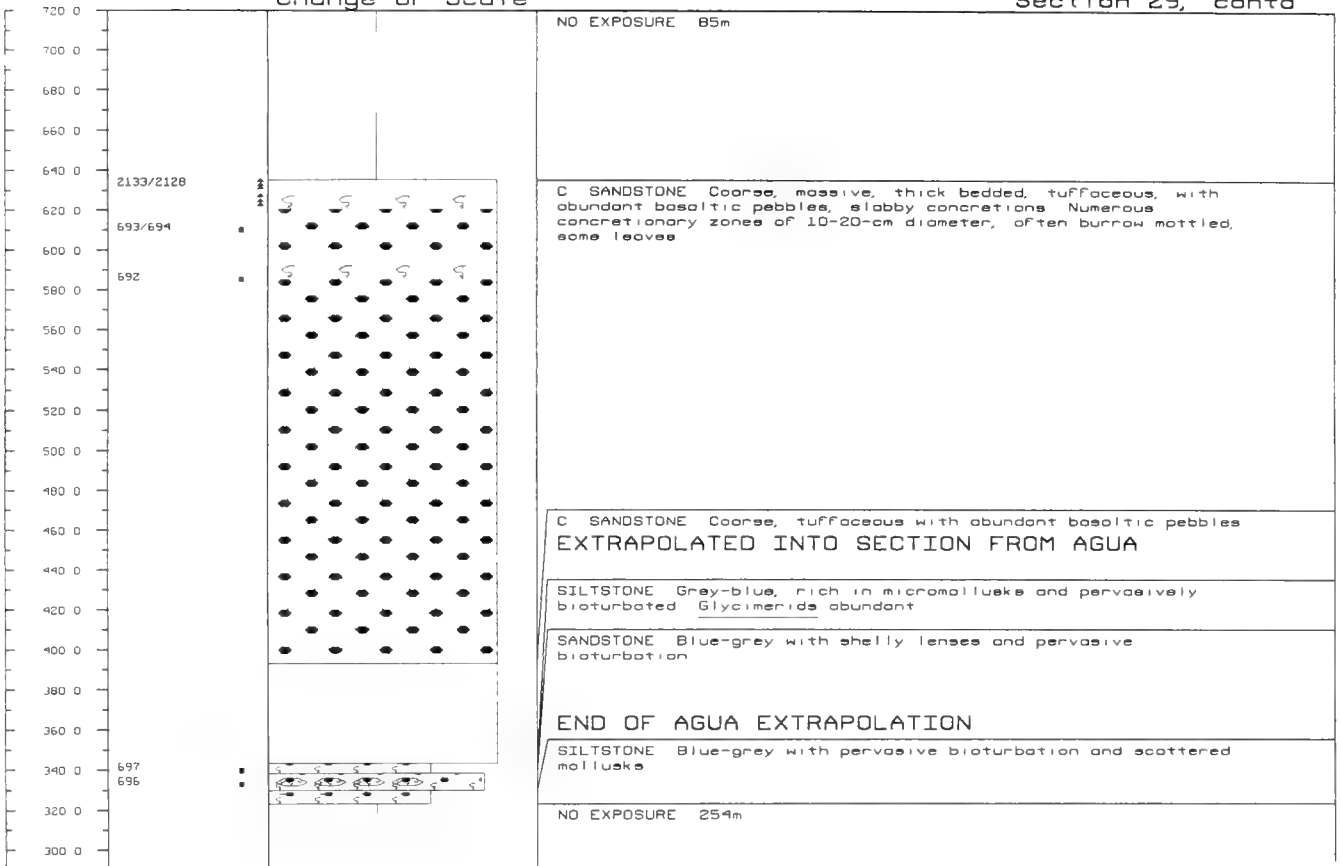 Change of Scale
Section 29, contd
720 0
700 0
680 0
660 0
640 0
620 0
600 0
580 0
560 0
540 0
520 0
500 0
480 0
460 0
440 0
420 0
400 0
380 0
360 0
340 0
320 0
300 0
2133/2128
693/694
692
697
696
NO EXPOSURE 85m
C SANDSTONE Coarse, massive, thick bedded, tuffaceous, with
abundant basaltic pebbles, slabby concretions Numerous
concretionary zones of 10-20-cm diameter, often burrow mottled,
some leaves
C SANDSTONE Coarse, tuffaceous with abundant basaltic pebbles
EXTRAPOLATED INTO SECTION FROM AGUA
SILTSTONE Grey-blue, rich in micromollusks and pervasively
bioturbated Glycimerids abundant
SANDSTONE Blue-grey with shelly lenses and pervasive
bioturbation
END OF AGUA EXTRAPOLATION
SILTSTONE Blue-grey with pervasive bioturbation and scattered
mollusks
NO EXPOSURE 254m